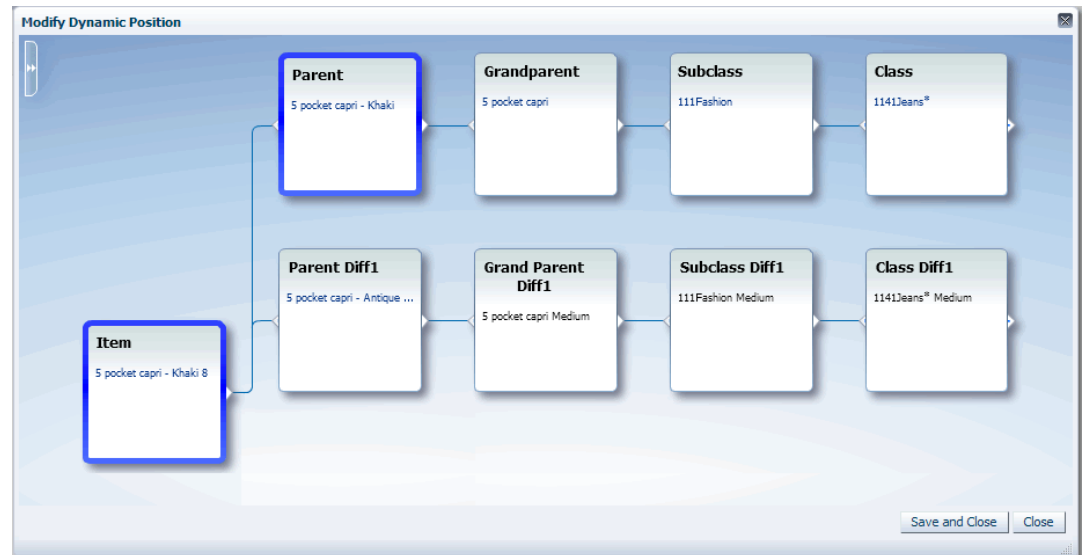 Modify Dynamic Position
Parent
5 pocket capri - Khaki
Grandparent
5 pocket capri
Subclass
111Fashion
Class
1141Jeans*
Parent Diff1
5 pocket capri - Antique ...
Grand Parent
Diff1
5 pocket capri Medium
Subclass Diff1
111Fashion Medium
Class Diff1
1141Jeans* Medium
Item
5 pocket capri - Khaki 8
Save and Close
Close